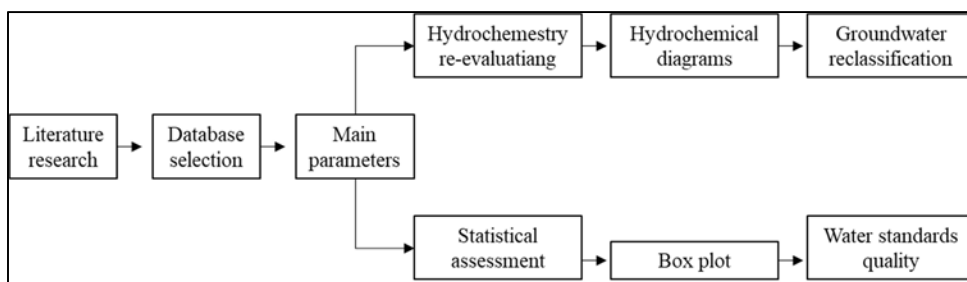 Hydrochemestry
re-evaluatiang
Hydrochemical
diagrams
Groundwater
reclassification
Literature
research
Database
selection
Main
parameters
Statistical
assessment
Box plot
Water standards
quality